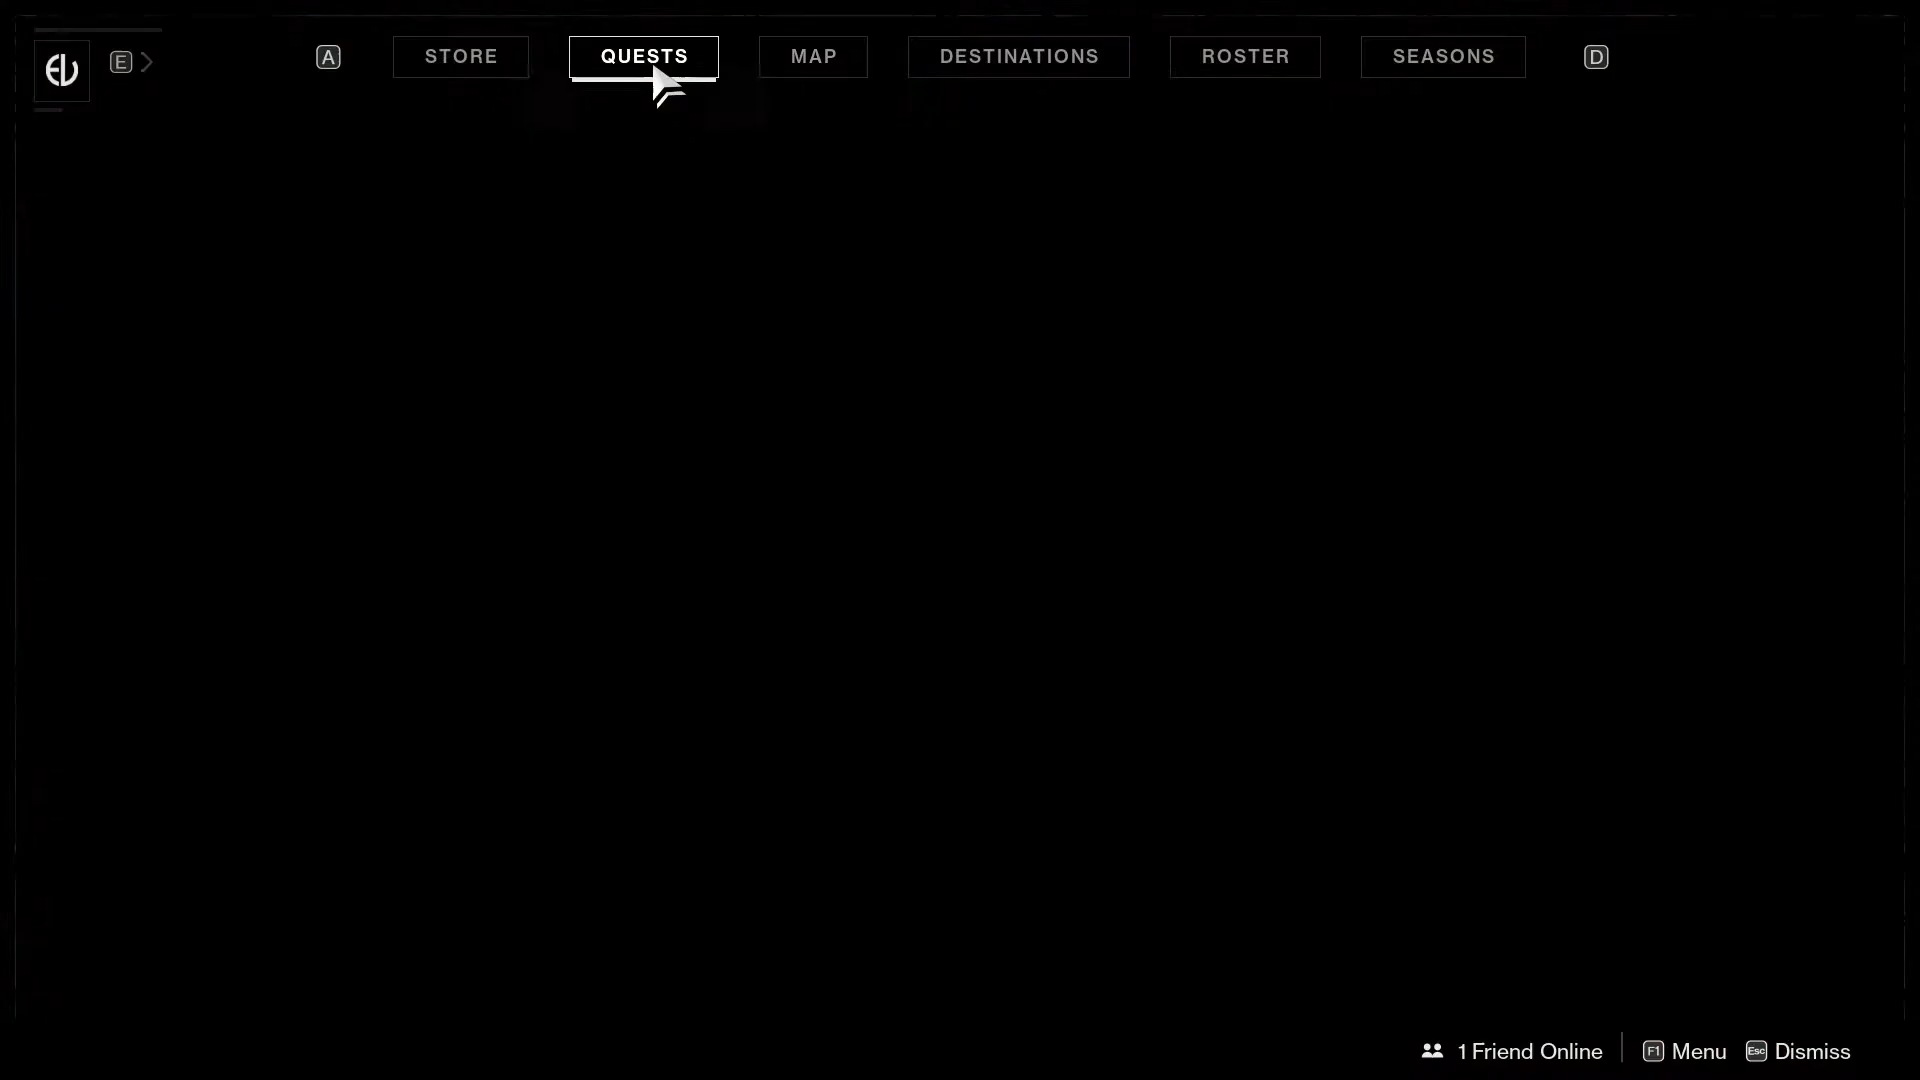 E
A
STORE
QUESTS
MAP
DESTINATIONS
ROSTER
SEASONS
D
1 Friend Online
F1 Menu
Esc Dismiss